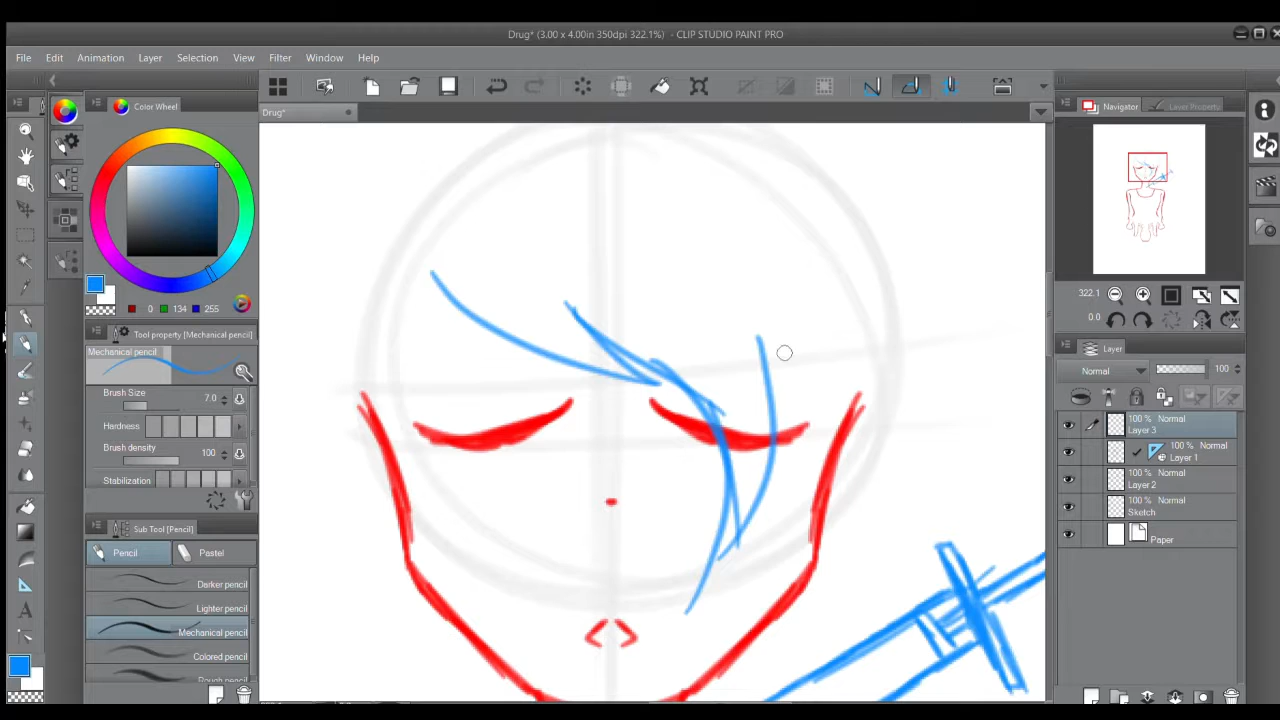 Drug* (3.00 x 4.00in 350dpi 322.1%) - CLIP STUDIO PAINT PRO
File Edit Animation Layer Selection View Filter Window Help
Color Wheel
Drug*
Navigator Layer Property
0 134 255
Tool property [Mechanical pencil]
Mechanical pencil
Brush Size 7.0
Hardness
Brush density 100
Stabilization
Sub Tool [Pencil]
Pencil Pastel
Darker pencil
Lighter pencil
Mechanical pencil
Colored pencil
Rough pencil
322.1
0.0
Layer
Normal 100
100 % Normal
Layer 3
100 % Normal
Layer 1
100 % Normal
Layer 2
100 % Normal
Sketch
Paper